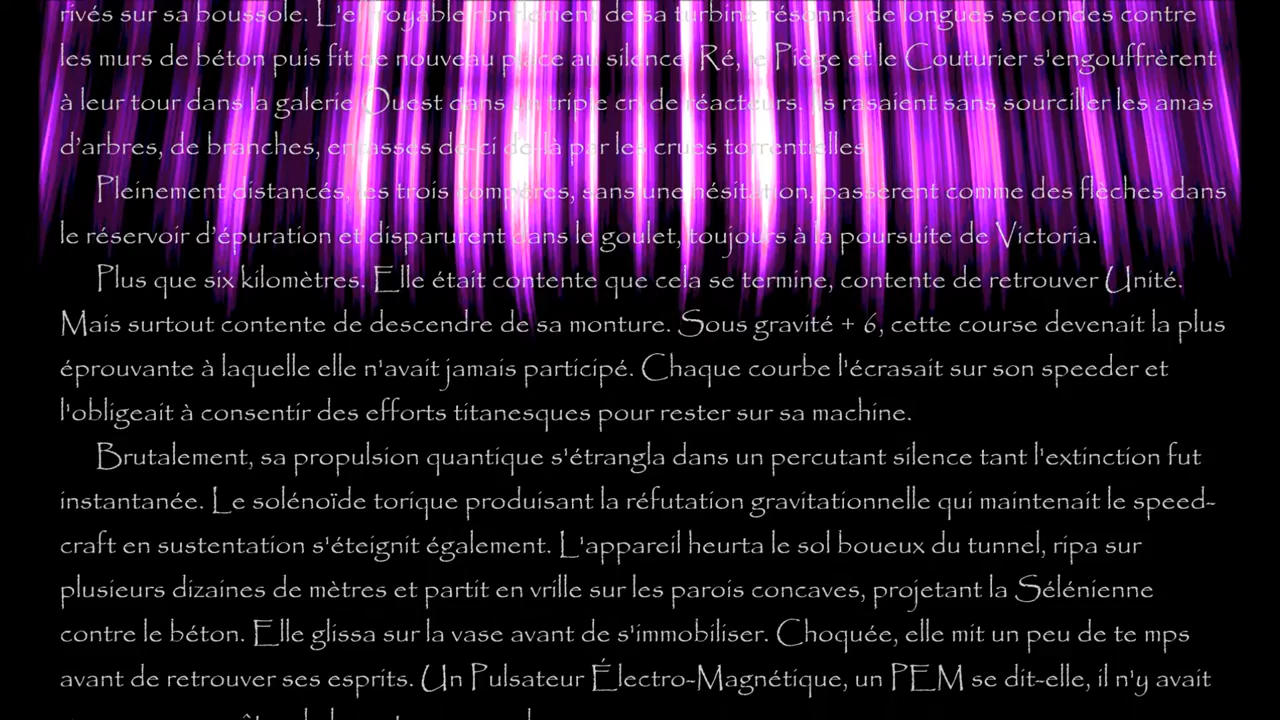 rivés sur sa boussole. L'effroyable grondement de sa turbine résonna de longues secondes contre
les murs de béton puis fit de nouveau place au silence. Ré, le Piège et le Couturier s'engouffrèrent
à leur tour dans la galerie Ouest dans un triple cri de réacteurs. Ils rasaient sans sourciller les amas
d'arbres, de branches, entassés de-ci de-là par les crues torrentielles.
Pleinement distancés, les trois compères, sans une hésitation, passèrent comme des flèches dans
le réservoir d'épuration et disparurent dans le goulet, toujours à la poursuite de Victoria.
Plus que six kilomètres. Elle était contente que cela se termine, contente de retrouver Unité.
Mais surtout contente de descendre de sa monture. Sous gravité + 6, cette course devenait la plus
éprouvante à laquelle elle n'avait jamais participé. Chaque courbe l'écrasait sur son speeder et
l'obligeait à consentir des efforts titanesques pour rester sur sa machine.
Brutalement, sa propulsion quantique s'étrangla dans un percutant silence tant l'extinction fut
instantanée. Le solénoïde torique produisant la réfutation gravitationnelle qui maintenait le speed-
craft en sustentation s'éteignit également. L'appareil heurta le sol boueux du tunnel, ripa sur
plusieurs dizaines de mètres et partit en vrille sur les parois concaves, projetant la Sélénienne
contre le béton. Elle glissa sur la vase avant de s'immobiliser. Choquée, elle mit un peu de te mps
avant de retrouver ses esprits. Un Pulsateur Électro-Magnétique, un PEM se dit-elle, il n'y avait